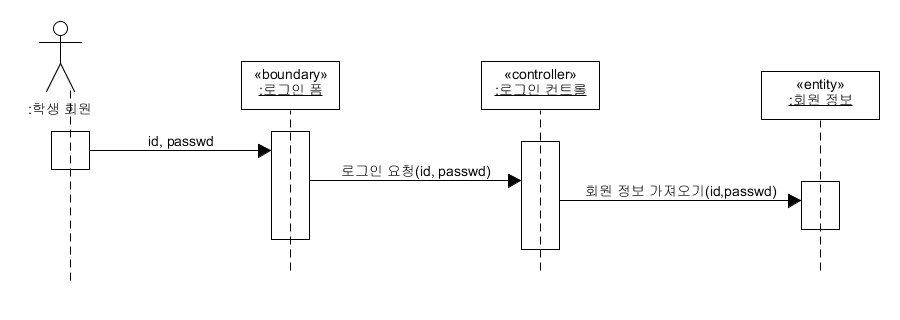 «boundary»
:로그인 폼
«controller»
:로그인 컨트롤
«entity»
:회원 정보
:학생 회원
id, passwd
로그인 요청(id, passwd)
회원 정보 가져오기(id,passwd)